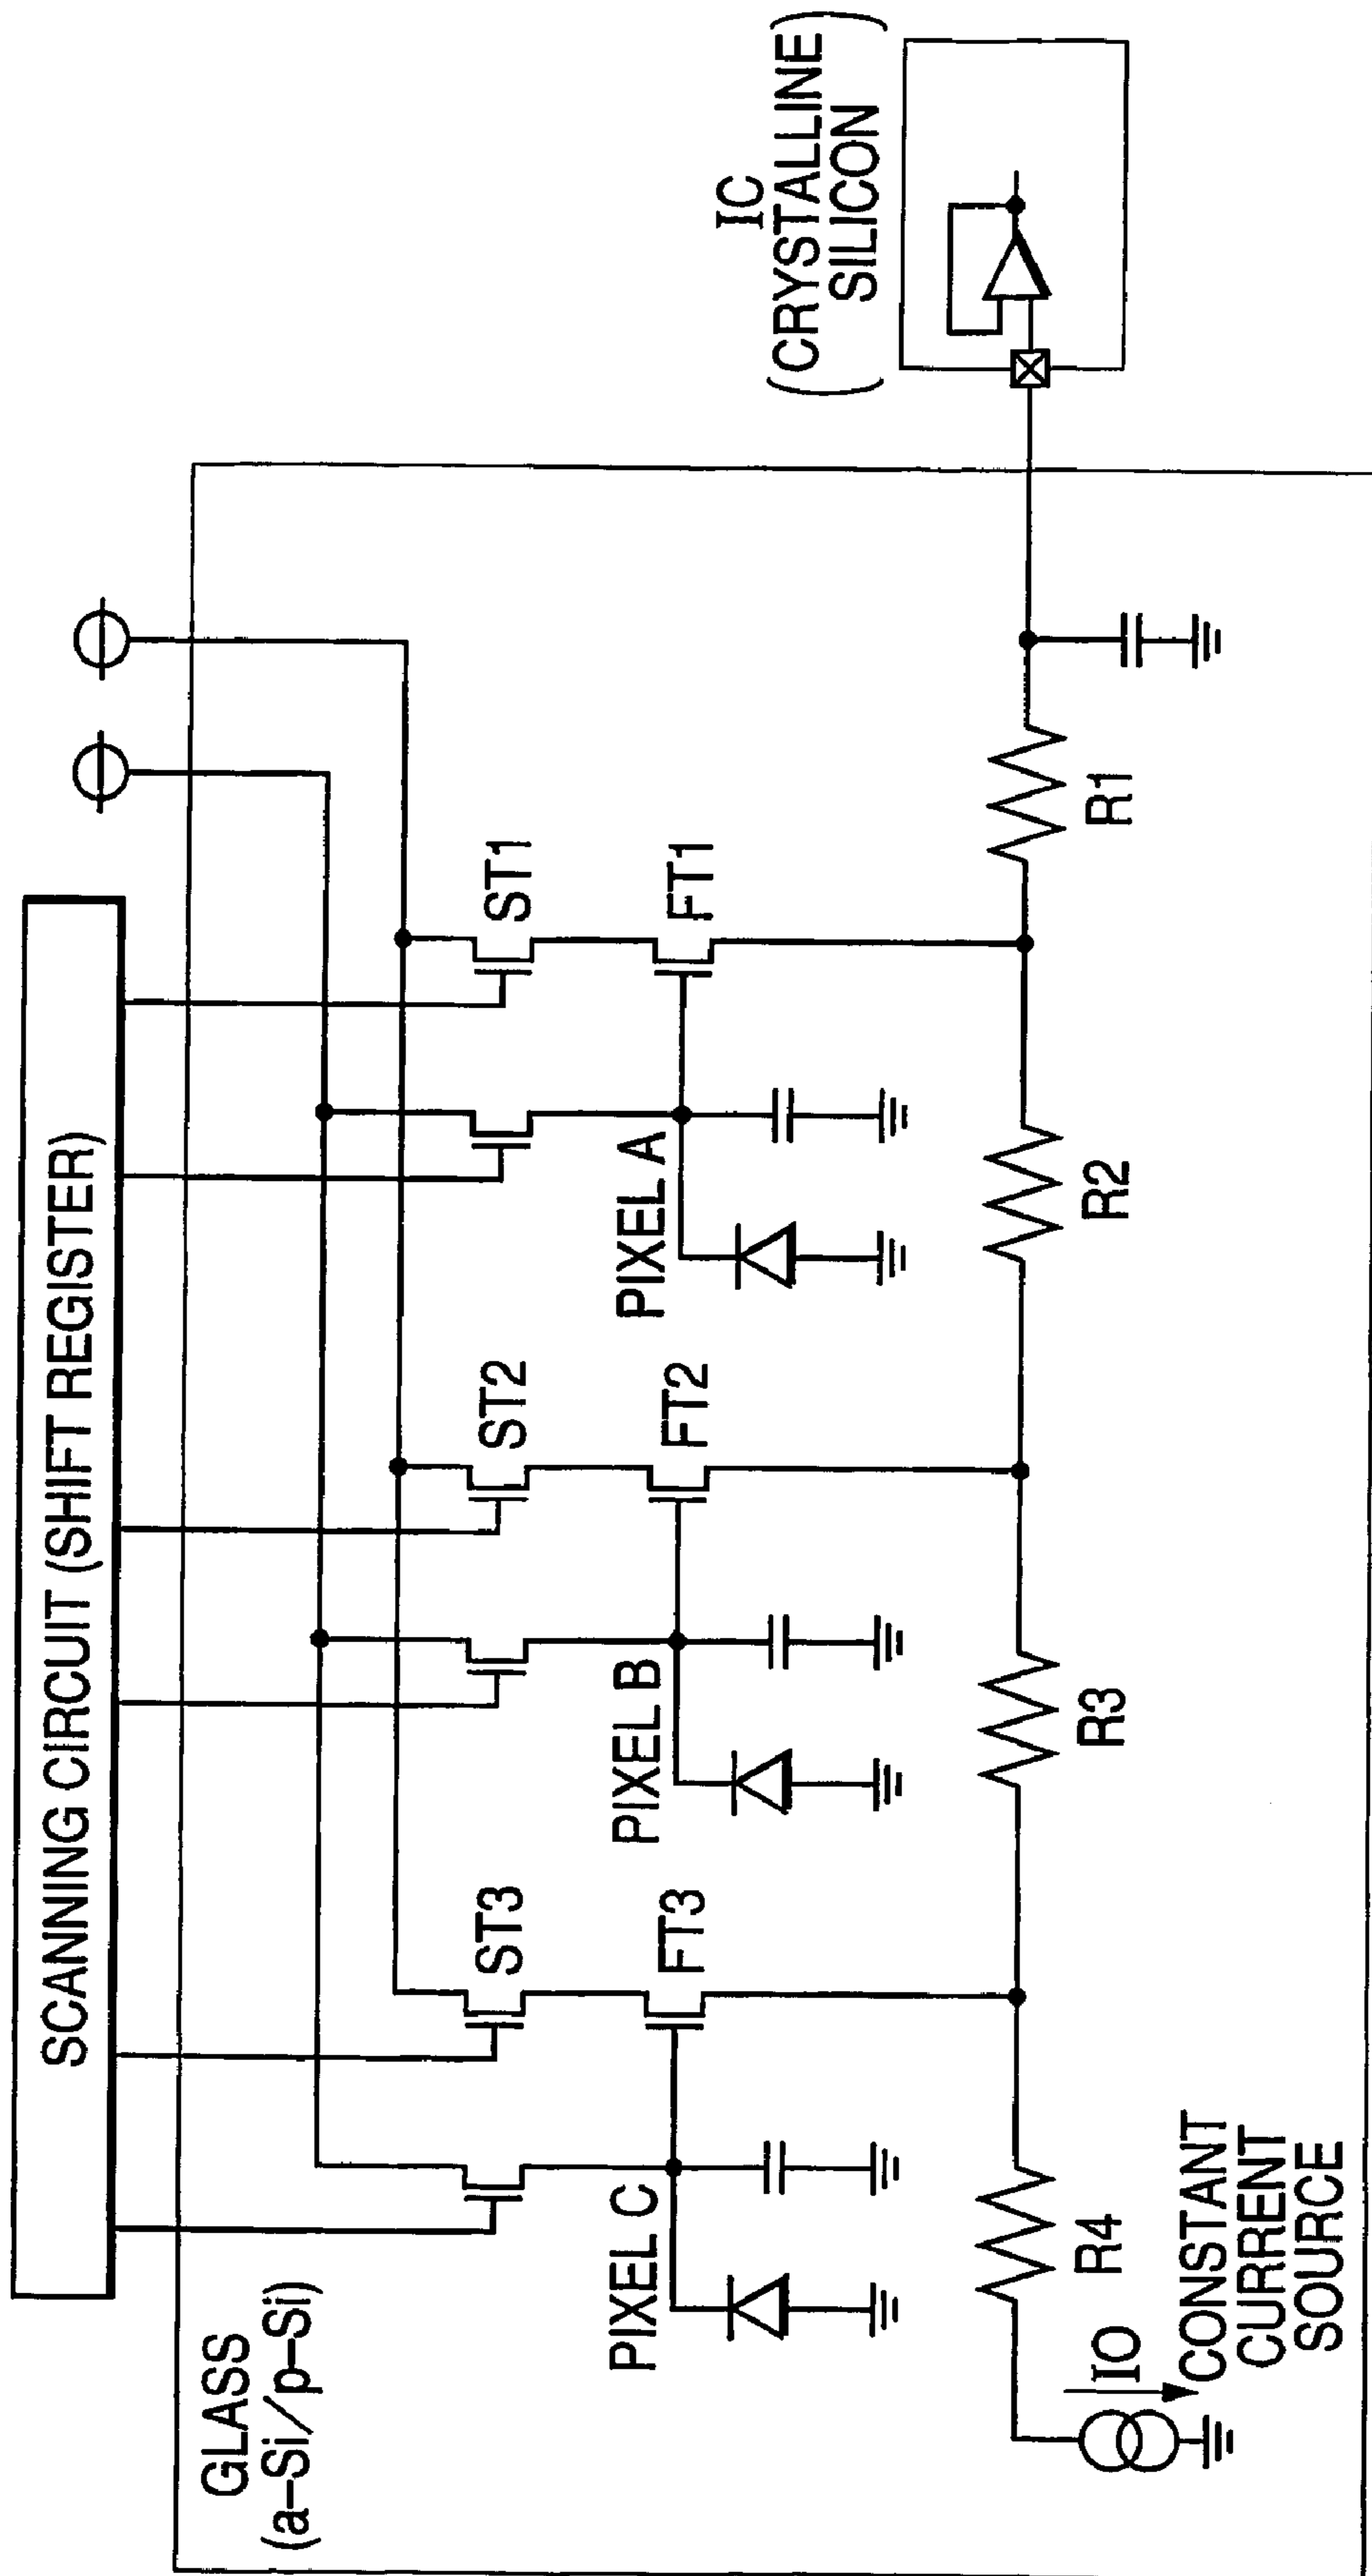 SCANNING CIRCUIT (SHIFT REGISTER)
GLASS
(a-Si/p-Si)
IC
(CRYSTALLINE
SILICON)
ST3
ST2
ST1
FT3
FT2
FT1
PIXEL C
PIXEL B
PIXEL A
R4
R3
R2
R1
IO
CONSTANT
CURRENT
SOURCE